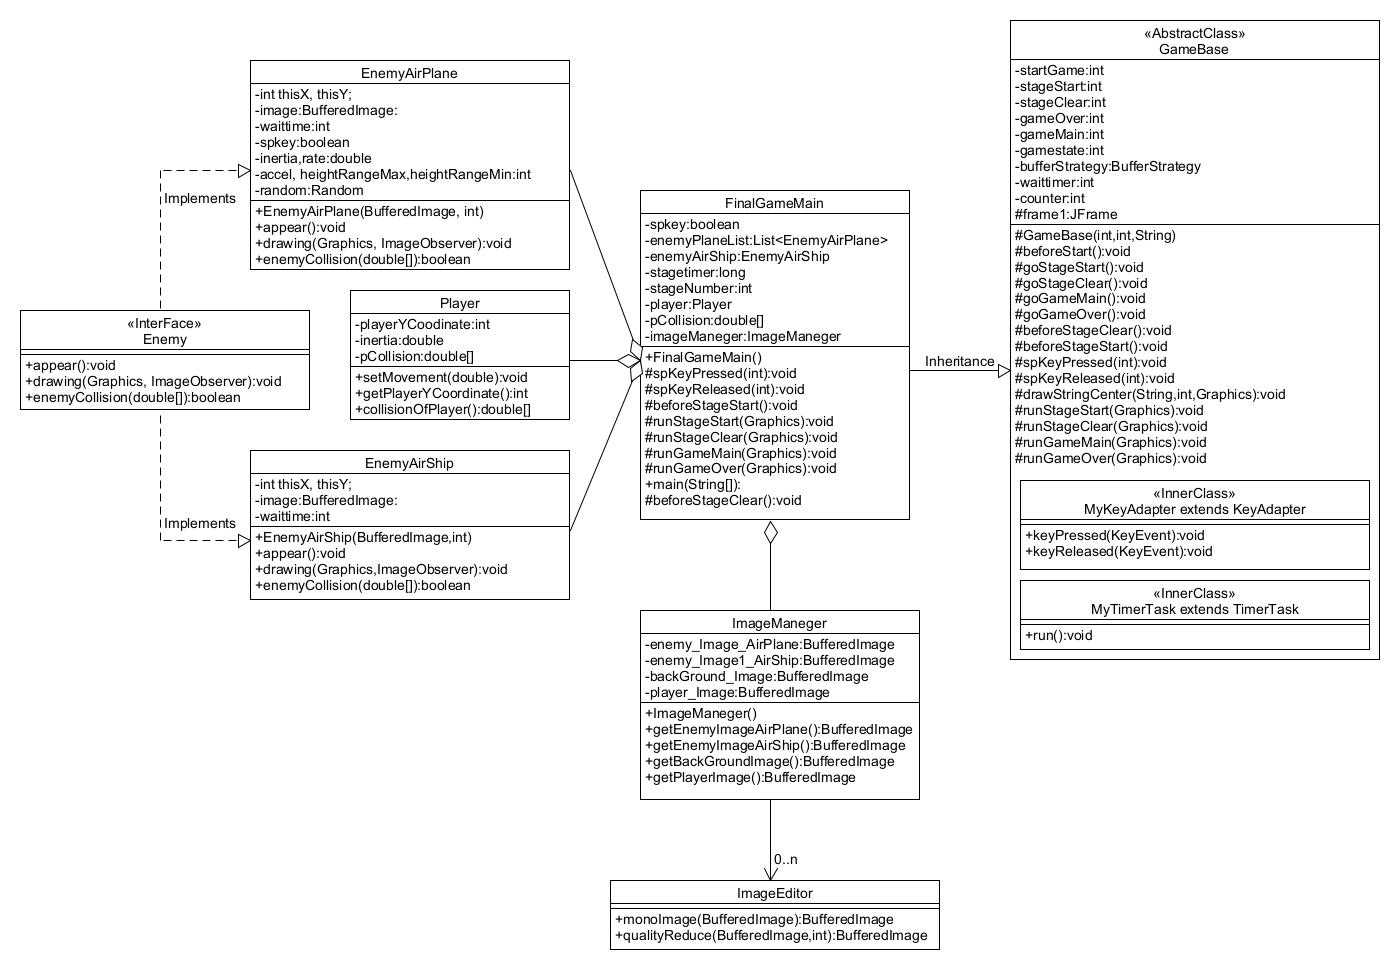 EnemyAirPlane
-int thisX, thisY;
-image:BufferedImage:
-waittime:int
-spkey:boolean
-inertia,rate:double
-accel, heightRangeMax,heightRangeMin:int
-random:Random
+EnemyAirPlane(BufferedImage, int)
+appear():void
+drawing(Graphics, ImageObserver):void
+enemyCollision(double[]):boolean
Implements
«InterFace»
Enemy
+appear():void
+drawing(Graphics, ImageObserver):void
+enemyCollision(double[]):boolean
Implements
Player
-playerYCoodinate:int
-inertia:double
-pCollision:double[]
+setMovement(double):void
+getPlayerYCoordinate():int
+collisionOfPlayer():double[]
EnemyAirShip
-int thisX, thisY;
-image:BufferedImage:
-waittime:int
+EnemyAirShip(BufferedImage,int)
+appear():void
+drawing(Graphics,ImageObserver):void
+enemyCollision(double[]):boolean
FinalGameMain
-spkey:boolean
-enemyPlaneList:List<EnemyAirPlane>
-enemyAirShip:EnemyAirShip
-stagetimer:long
-stageNumber:int
-player:Player
-pCollision:double[]
-imageManeger:ImageManeger
+FinalGameMain()
#spKeyPressed(int):void
#spKeyReleased(int):void
#beforeStageStart():void
#runStageStart(Graphics):void
#runStageClear(Graphics):void
#runGameMain(Graphics):void
#runGameOver(Graphics):void
+main(String[]):
#beforeStageClear():void
Inheritance
«AbstractClass»
GameBase
-startGame:int
-stageStart:int
-stageClear:int
-gameOver:int
-gameMain:int
-gamestate:int
-bufferStrategy:BufferStrategy
-waittimer:int
-counter:int
#frame1:JFrame
#GameBase(int,int,String)
#beforeStart():void
#goStageStart():void
#goStageClear():void
#goGameMain():void
#goGameOver():void
#beforeStageClear():void
#beforeStageStart():void
#spKeyPressed(int):void
#spKeyReleased(int):void
#drawStringCenter(String,int,Graphics):void
#runStageStart(Graphics):void
#runStageClear(Graphics):void
#runGameMain(Graphics):void
#runGameOver(Graphics):void
«InnerClass»
MyKeyAdapter extends KeyAdapter
+keyPressed(KeyEvent):void
+keyReleased(KeyEvent):void
«InnerClass»
MyTimerTask extends TimerTask
+run():void
ImageManeger
-enemy_Image_AirPlane:BufferedImage
-enemy_Image1_AirShip:BufferedImage
-backGround_Image:BufferedImage
-player_Image:BufferedImage
+ImageManeger()
+getEnemyImageAirPlane():BufferedImage
+getEnemyImageAirShip():BufferedImage
+getBackGroundImage():BufferedImage
+getPlayerImage():BufferedImage
0..n
ImageEditor
+monoImage(BufferedImage):BufferedImage
+qualityReduce(BufferedImage,int):BufferedImage